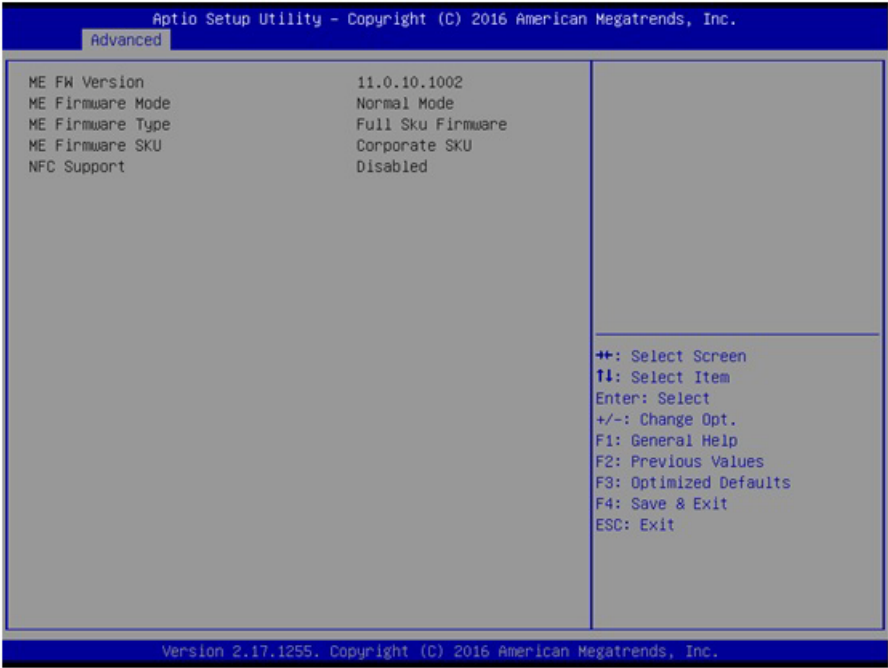 Aptio Setup Utility – Copyright (C) 2016 American Megatrends, Inc.
Advanced
ME FW Version 11.0.10.1002
ME Firmware Mode Normal Mode
ME Firmware Type Full Sku Firmware
ME Firmware SKU Corporate SKU
NFC Support Disabled
→←: Select Screen
↑↓: Select Item
Enter: Select
+/-: Change Opt.
F1: General Help
F2: Previous Values
F3: Optimized Defaults
F4: Save & Exit
ESC: Exit
Version 2.17.1255. Copyright (C) 2016 American Megatrends, Inc.